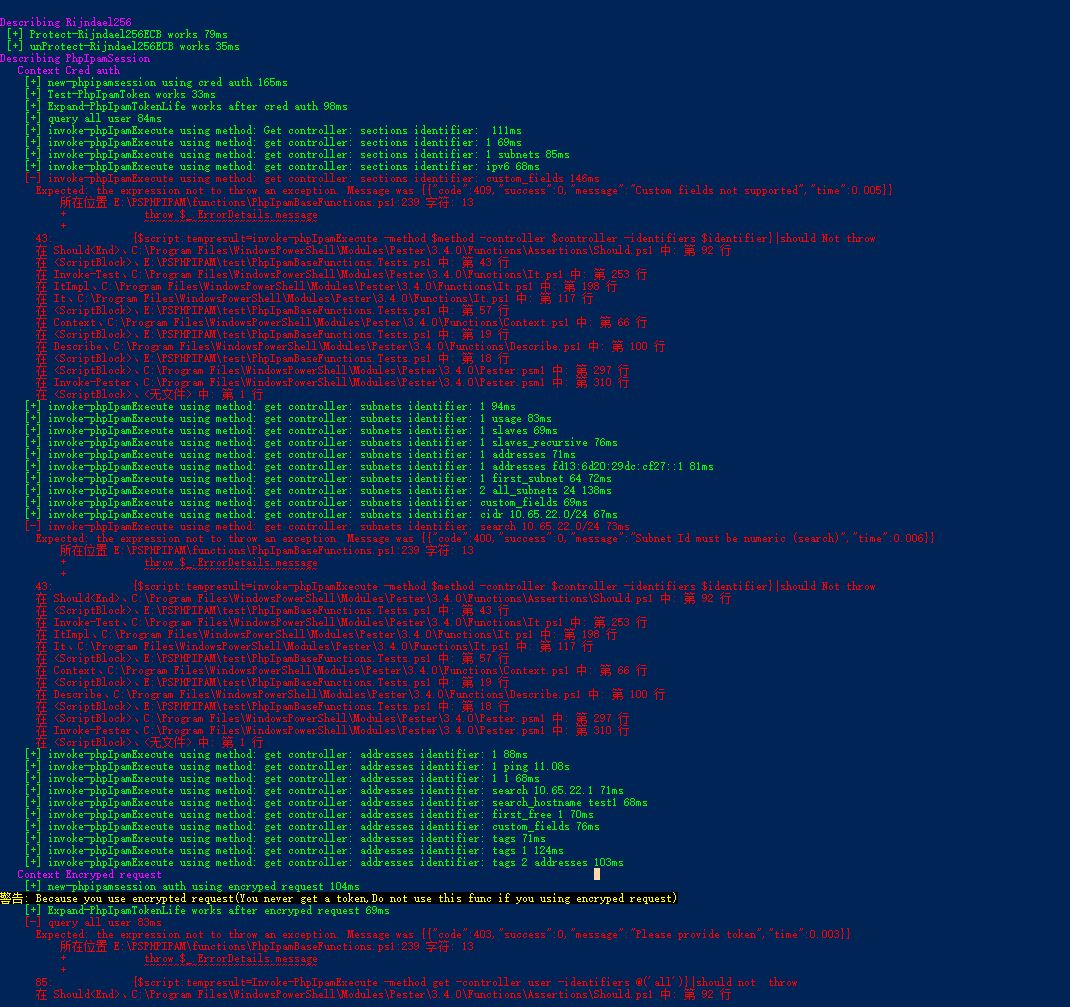 Describing Rijndael256
[+] Protect-Rijndael256ECB works 79ms
[+] unProtect-Rijndael256ECB works 35ms
Describing PhpIpamSession
Context Cred auth
[+] new-phpipamsession using cred auth 165ms
[+] Test-PhpIpamToken works 33ms
[+] Expand-PhpIpamTokenLife works after cred auth 98ms
[+] query all user 84ms
[+] invoke-phpIpamExecute using method: Get controller: sections identifier:  111ms
[+] invoke-phpIpamExecute using method: get controller: sections identifier: 1 69ms
[+] invoke-phpIpamExecute using method: get controller: sections identifier: 1 subnets 85ms
[+] invoke-phpIpamExecute using method: get controller: sections identifier: ipv6 68ms
[-] invoke-phpIpamExecute using method: get controller: sections identifier: custom_fields 146ms
Expected: the expression not to throw an exception. Message was {{"code":409,"success":0,"message":"Custom fields not supported","time":0.005}}
所在位置 E:\PSPHPIPAM\functions\PhpIpamBaseFunctions.ps1:239 字符: 13
+             throw $_.ErrorDetails.message
+             ~~~~~~~~~~~~~~~~~~~~~~~~~~~~~
43:             {$script:tempresult=invoke-phpIpamExecute -method $method -controller $controller -identifiers $identifier}|should Not throw
在 Should<End>、C:\Program Files\WindowsPowerShell\Modules\Pester\3.4.0\Functions\Assertions\Should.ps1 中: 第 92 行
在 <ScriptBlock>、E:\PSPHPIPAM\test\PhpIpamBaseFunctions.Tests.ps1 中: 第 43 行
在 Invoke-Test、C:\Program Files\WindowsPowerShell\Modules\Pester\3.4.0\Functions\It.ps1 中: 第 253 行
在 ItImpl、C:\Program Files\WindowsPowerShell\Modules\Pester\3.4.0\Functions\It.ps1 中: 第 198 行
在 It、C:\Program Files\WindowsPowerShell\Modules\Pester\3.4.0\Functions\It.ps1 中: 第 117 行
在 <ScriptBlock>、E:\PSPHPIPAM\test\PhpIpamBaseFunctions.Tests.ps1 中: 第 57 行
在 Context、C:\Program Files\WindowsPowerShell\Modules\Pester\3.4.0\Functions\Context.ps1 中: 第 66 行
在 <ScriptBlock>、E:\PSPHPIPAM\test\PhpIpamBaseFunctions.Tests.ps1 中: 第 19 行
在 Describe、C:\Program Files\WindowsPowerShell\Modules\Pester\3.4.0\Functions\Describe.ps1 中: 第 100 行
在 <ScriptBlock>、E:\PSPHPIPAM\test\PhpIpamBaseFunctions.Tests.ps1 中: 第 18 行
在 <ScriptBlock>、C:\Program Files\WindowsPowerShell\Modules\Pester\3.4.0\Pester.psm1 中: 第 297 行
在 Invoke-Pester、C:\Program Files\WindowsPowerShell\Modules\Pester\3.4.0\Pester.psm1 中: 第 310 行
在 <ScriptBlock>、<无文件> 中: 第 1 行
[+] invoke-phpIpamExecute using method: get controller: subnets identifier: 1 94ms
[+] invoke-phpIpamExecute using method: get controller: subnets identifier: 1 usage 83ms
[+] invoke-phpIpamExecute using method: get controller: subnets identifier: 1 slaves 69ms
[+] invoke-phpIpamExecute using method: get controller: subnets identifier: 1 slaves_recursive 76ms
[+] invoke-phpIpamExecute using method: get controller: subnets identifier: 1 addresses 71ms
[+] invoke-phpIpamExecute using method: get controller: subnets identifier: 1 addresses fd13:6d20:29dc:cf27::1 81ms
[+] invoke-phpIpamExecute using method: get controller: subnets identifier: 1 first_subnet 64 72ms
[+] invoke-phpIpamExecute using method: get controller: subnets identifier: 2 all_subnets 24 138ms
[+] invoke-phpIpamExecute using method: get controller: subnets identifier: custom_fields 69ms
[+] invoke-phpIpamExecute using method: get controller: subnets identifier: cidr 10.65.22.0/24 67ms
[-] invoke-phpIpamExecute using method: get controller: subnets identifier: search 10.65.22.0/24 73ms
Expected: the expression not to throw an exception. Message was {{"code":400,"success":0,"message":"Subnet Id must be numeric (search)","time":0.006}}
所在位置 E:\PSPHPIPAM\functions\PhpIpamBaseFunctions.ps1:239 字符: 13
+             throw $_.ErrorDetails.message
+             ~~~~~~~~~~~~~~~~~~~~~~~~~~~~~
43:             {$script:tempresult=invoke-phpIpamExecute -method $method -controller $controller -identifiers $identifier}|should Not throw
在 Should<End>、C:\Program Files\WindowsPowerShell\Modules\Pester\3.4.0\Functions\Assertions\Should.ps1 中: 第 92 行
在 <ScriptBlock>、E:\PSPHPIPAM\test\PhpIpamBaseFunctions.Tests.ps1 中: 第 43 行
在 Invoke-Test、C:\Program Files\WindowsPowerShell\Modules\Pester\3.4.0\Functions\It.ps1 中: 第 253 行
在 ItImpl、C:\Program Files\WindowsPowerShell\Modules\Pester\3.4.0\Functions\It.ps1 中: 第 198 行
在 It、C:\Program Files\WindowsPowerShell\Modules\Pester\3.4.0\Functions\It.ps1 中: 第 117 行
在 <ScriptBlock>、E:\PSPHPIPAM\test\PhpIpamBaseFunctions.Tests.ps1 中: 第 57 行
在 Context、C:\Program Files\WindowsPowerShell\Modules\Pester\3.4.0\Functions\Context.ps1 中: 第 66 行
在 <ScriptBlock>、E:\PSPHPIPAM\test\PhpIpamBaseFunctions.Tests.ps1 中: 第 19 行
在 Describe、C:\Program Files\WindowsPowerShell\Modules\Pester\3.4.0\Functions\Describe.ps1 中: 第 100 行
在 <ScriptBlock>、E:\PSPHPIPAM\test\PhpIpamBaseFunctions.Tests.ps1 中: 第 18 行
在 <ScriptBlock>、C:\Program Files\WindowsPowerShell\Modules\Pester\3.4.0\Pester.psm1 中: 第 297 行
在 Invoke-Pester、C:\Program Files\WindowsPowerShell\Modules\Pester\3.4.0\Pester.psm1 中: 第 310 行
在 <ScriptBlock>、<无文件> 中: 第 1 行
[+] invoke-phpIpamExecute using method: get controller: addresses identifier: 1 88ms
[+] invoke-phpIpamExecute using method: get controller: addresses identifier: 1 ping 11.08s
[+] invoke-phpIpamExecute using method: get controller: addresses identifier: 1 1 68ms
[+] invoke-phpIpamExecute using method: get controller: addresses identifier: search 10.65.22.1 71ms
[+] invoke-phpIpamExecute using method: get controller: addresses identifier: search_hostname test1 68ms
[+] invoke-phpIpamExecute using method: get controller: addresses identifier: first_free 1 70ms
[+] invoke-phpIpamExecute using method: get controller: addresses identifier: custom_fields 76ms
[+] invoke-phpIpamExecute using method: get controller: addresses identifier: tags 71ms
[+] invoke-phpIpamExecute using method: get controller: addresses identifier: tags 1 124ms
[+] invoke-phpIpamExecute using method: get controller: addresses identifier: tags 2 addresses 103ms
Context Encryped request
[+] new-phpipamsession auth using encryped request 104ms
警告: Because you use encrypted request(You never get a token,Do not use this func if you using encryped request)
[+] Expand-PhpIpamTokenLife works after encryped request 69ms
[-] query all user 83ms
Expected: the expression not to throw an exception. Message was {{"code":403,"success":0,"message":"Please provide token","time":0.003}}
所在位置 E:\PSPHPIPAM\functions\PhpIpamBaseFunctions.ps1:239 字符: 13
+             throw $_.ErrorDetails.message
+             ~~~~~~~~~~~~~~~~~~~~~~~~~~~~~
85:             {$script:tempresult=Invoke-PhpIpamExecute -method get -controller user -identifiers @('all')}|should not  throw
在 Should<End>、C:\Program Files\WindowsPowerShell\Modules\Pester\3.4.0\Functions\Assertions\Should.ps1 中: 第 92 行